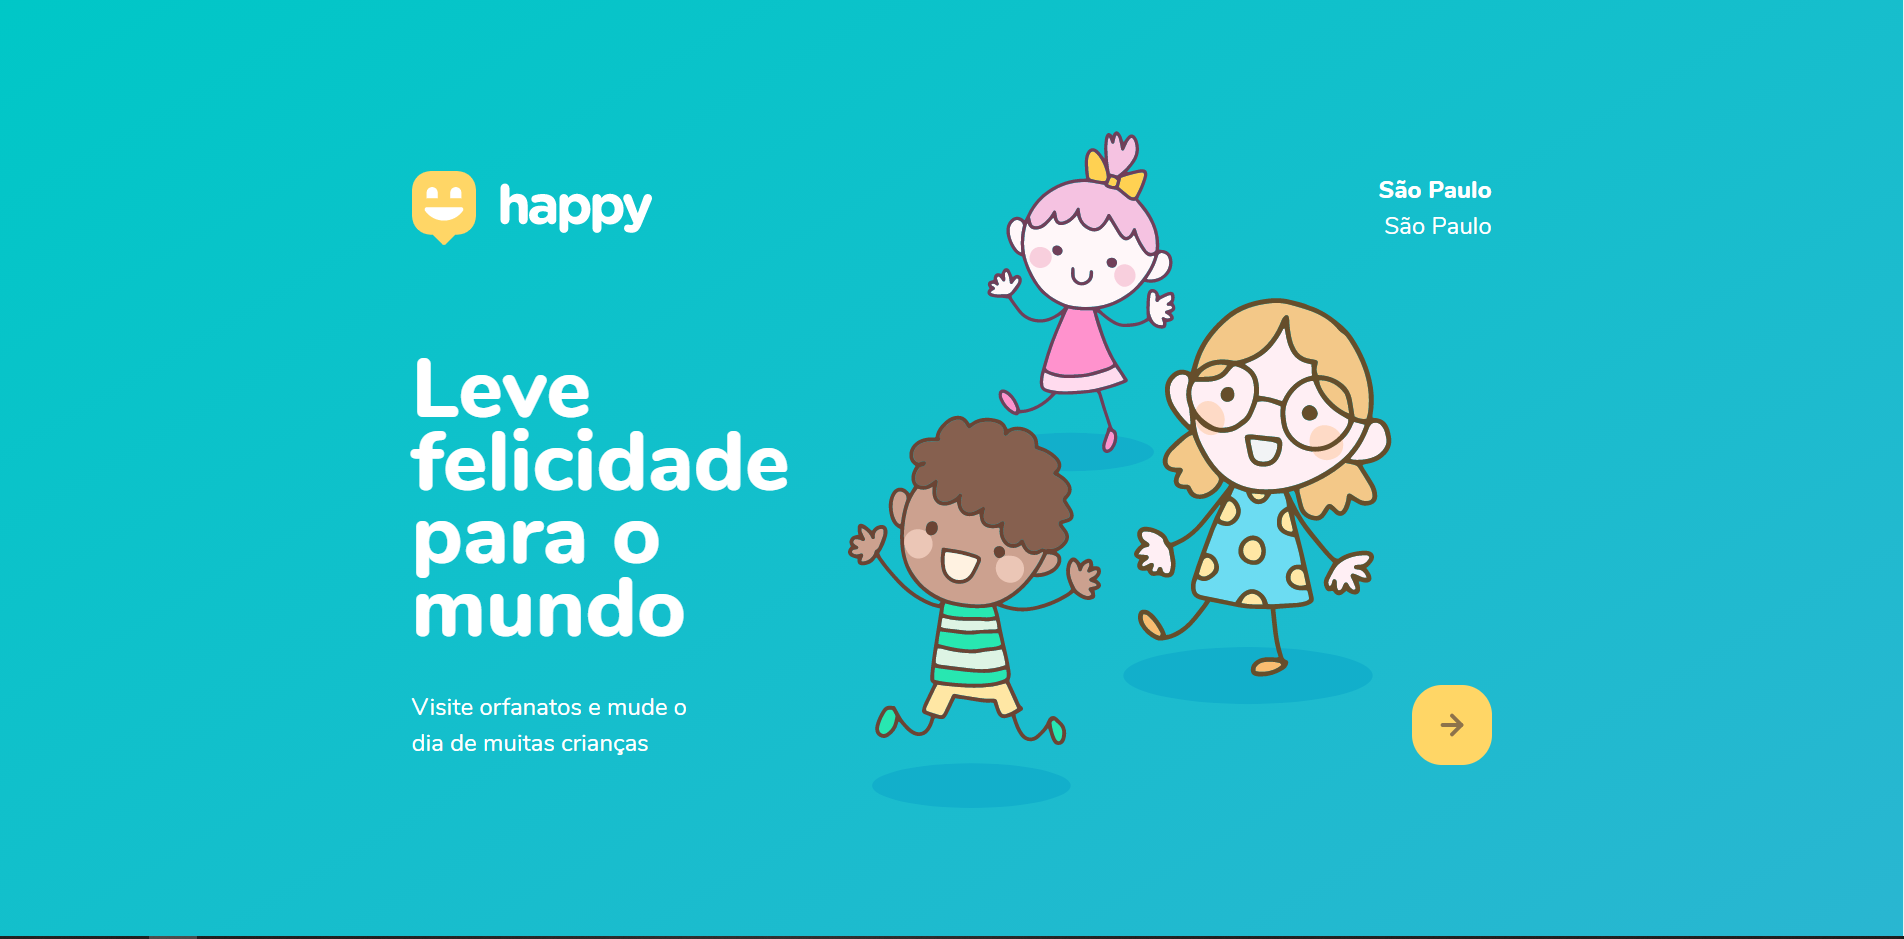 happy
São Paulo
São Paulo
Leve
felicidade
para o
mundo
Visite orfanatos e mude o
dia de muitas crianças